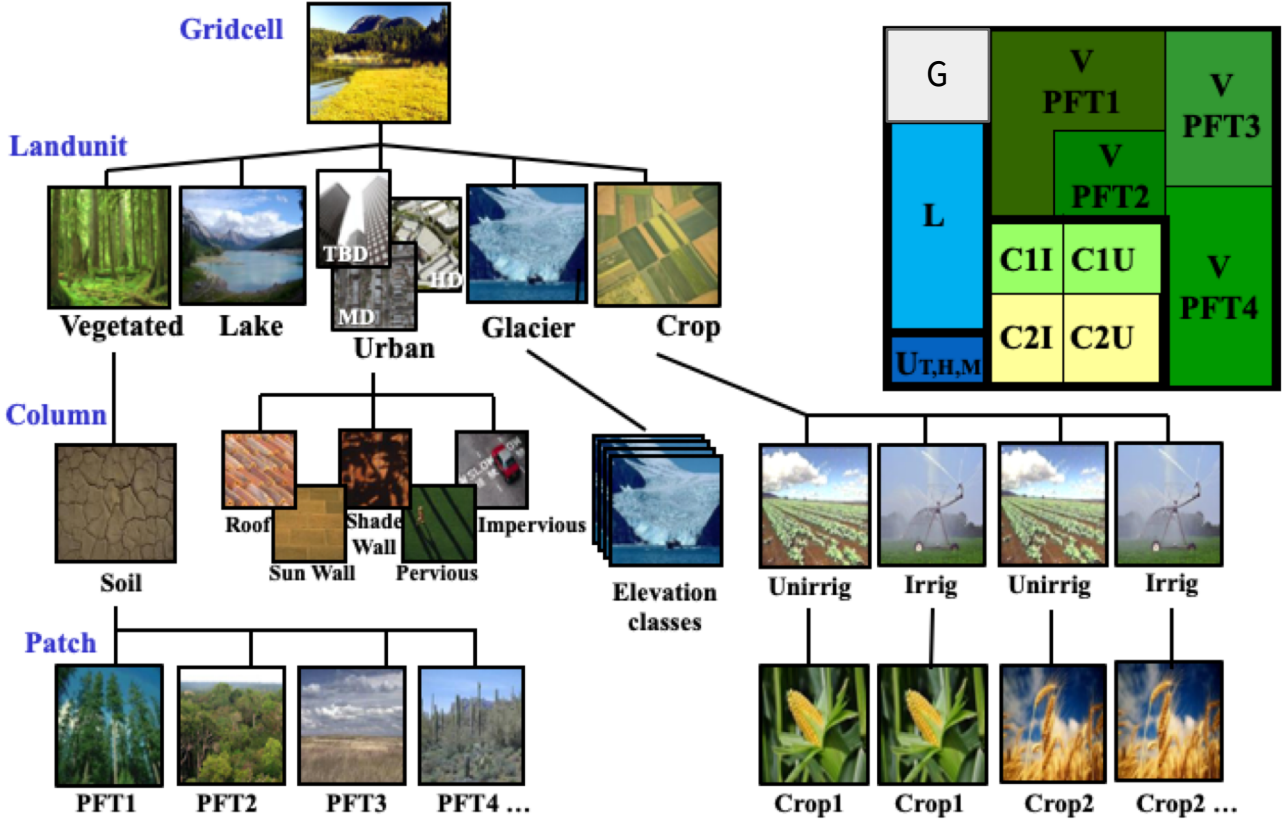 Gridcell
G
V
PFT1
V
PFT3
V
PFT2
L
C1I
C1U
V
PFT4
C2I
C2U
UT,H,M
Landunit
TBD
HD
MD
Vegetated
Lake
Urban
Glacier
Crop
Column
SLOW
Soil
Roof
Sun Wall
Shade
Wall
Pervious
Impervious
Elevation
classes
Unirrig
Irrig
Unirrig
Irrig
Patch
PFT1
PFT2
PFT3
PFT4 ...
Crop1
Crop1
Crop2
Crop2 ...